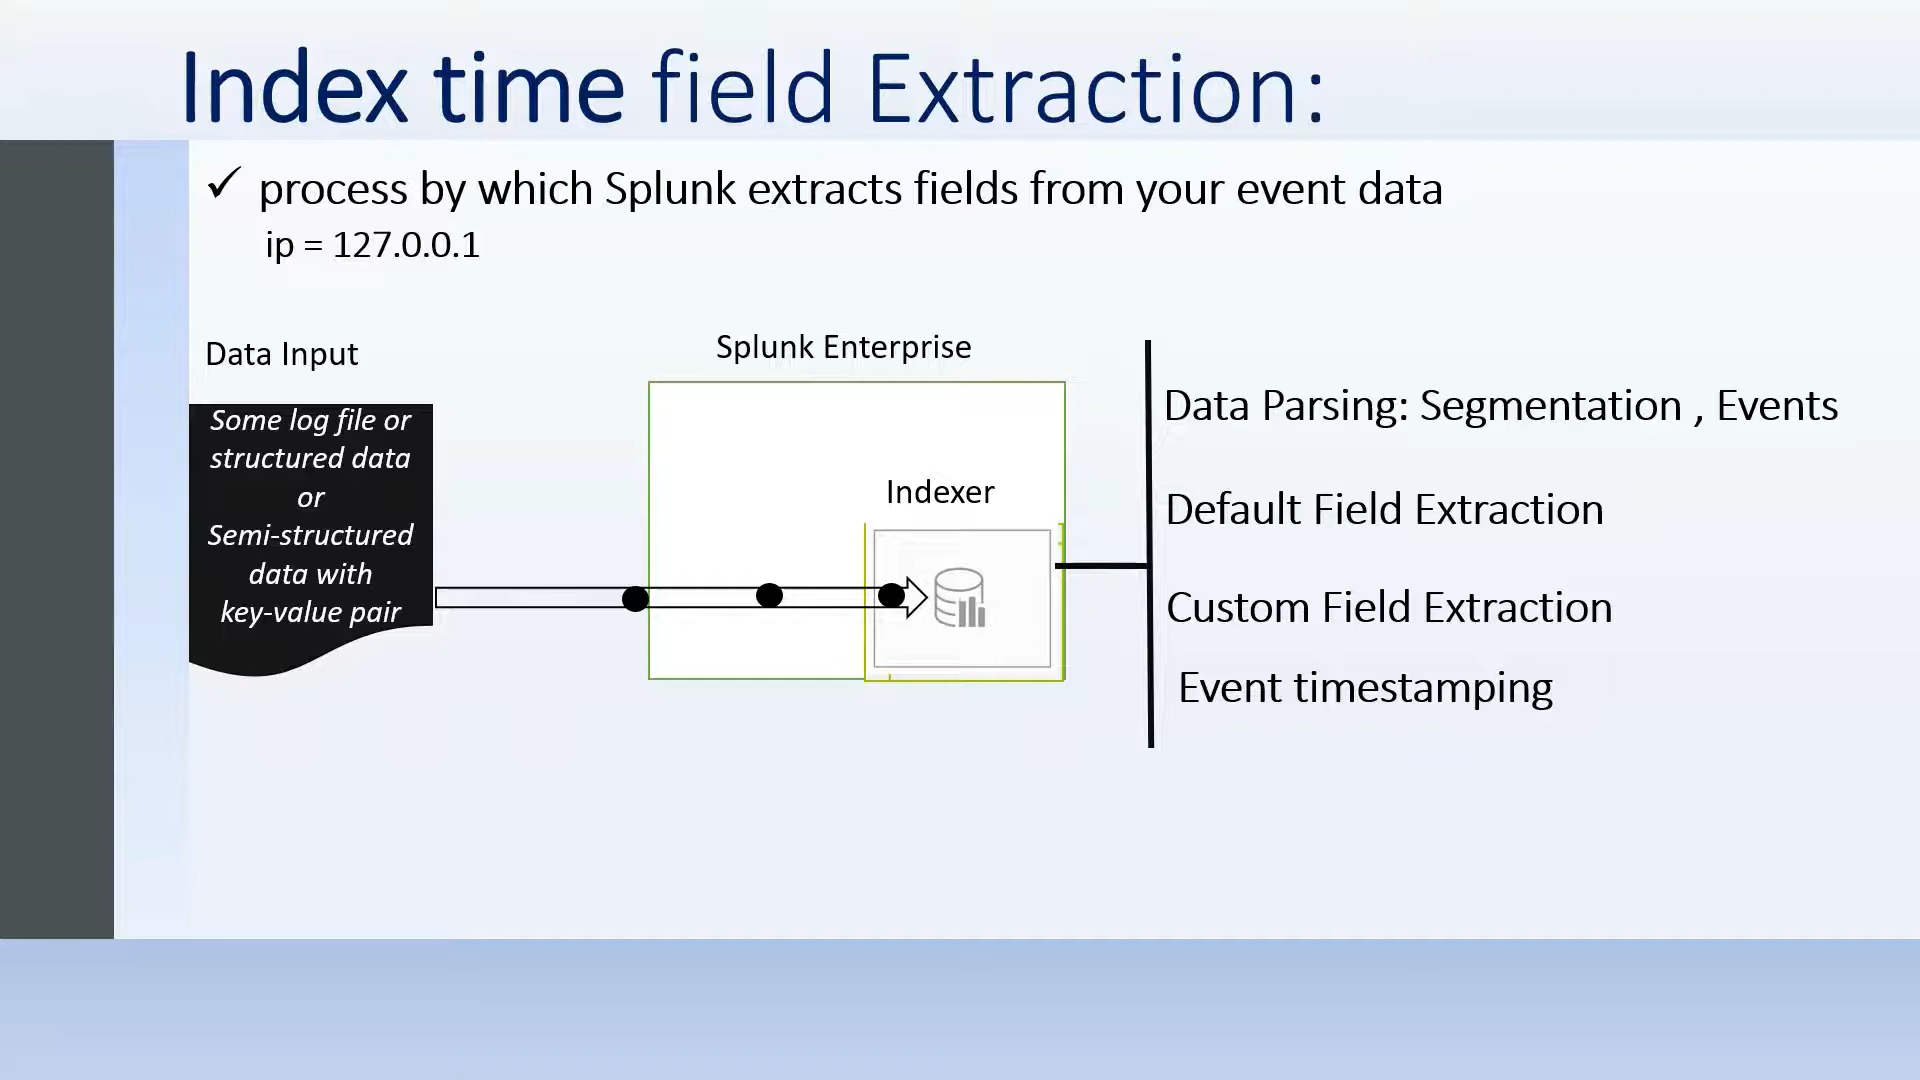 Index time field Extraction:
✓ process by which Splunk extracts fields from your event data
ip = 127.0.0.1
Data Input
Some log file or
structured data
or
Semi-structured
data with
key-value pair
Splunk Enterprise
Indexer
Data Parsing: Segmentation , Events
Default Field Extraction
Custom Field Extraction
Event timestamping